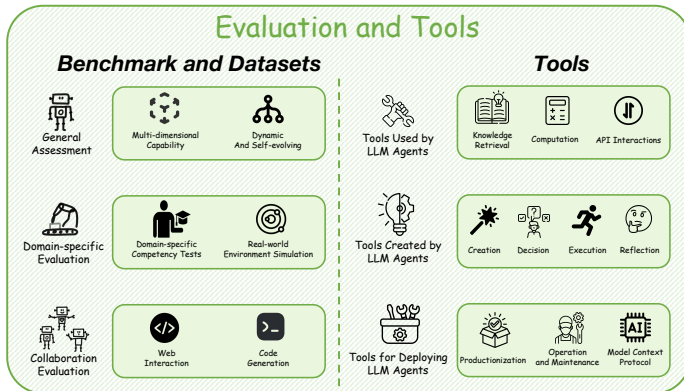 Evaluation and Tools
Benchmark and Datasets
General
Assessment
Multi-dimensional
Capability
Dynamic
And Self-evolving
Domain-specific
Evaluation
Domain-specific
Competency Tests
Real-world
Environment Simulation
Collaboration
Evaluation
</>
Web
Interaction
>_
Code
Generation
Tools
Tools Used by
LLM Agents
Knowledge
Retrieval
Computation
API Interactions
Tools Created by
LLM Agents
Creation
?
Decision
Execution
Reflection
Tools for Deploying
LLM Agents
Productionization
Operation
and Maintenance
AI
Model Context
Protocol